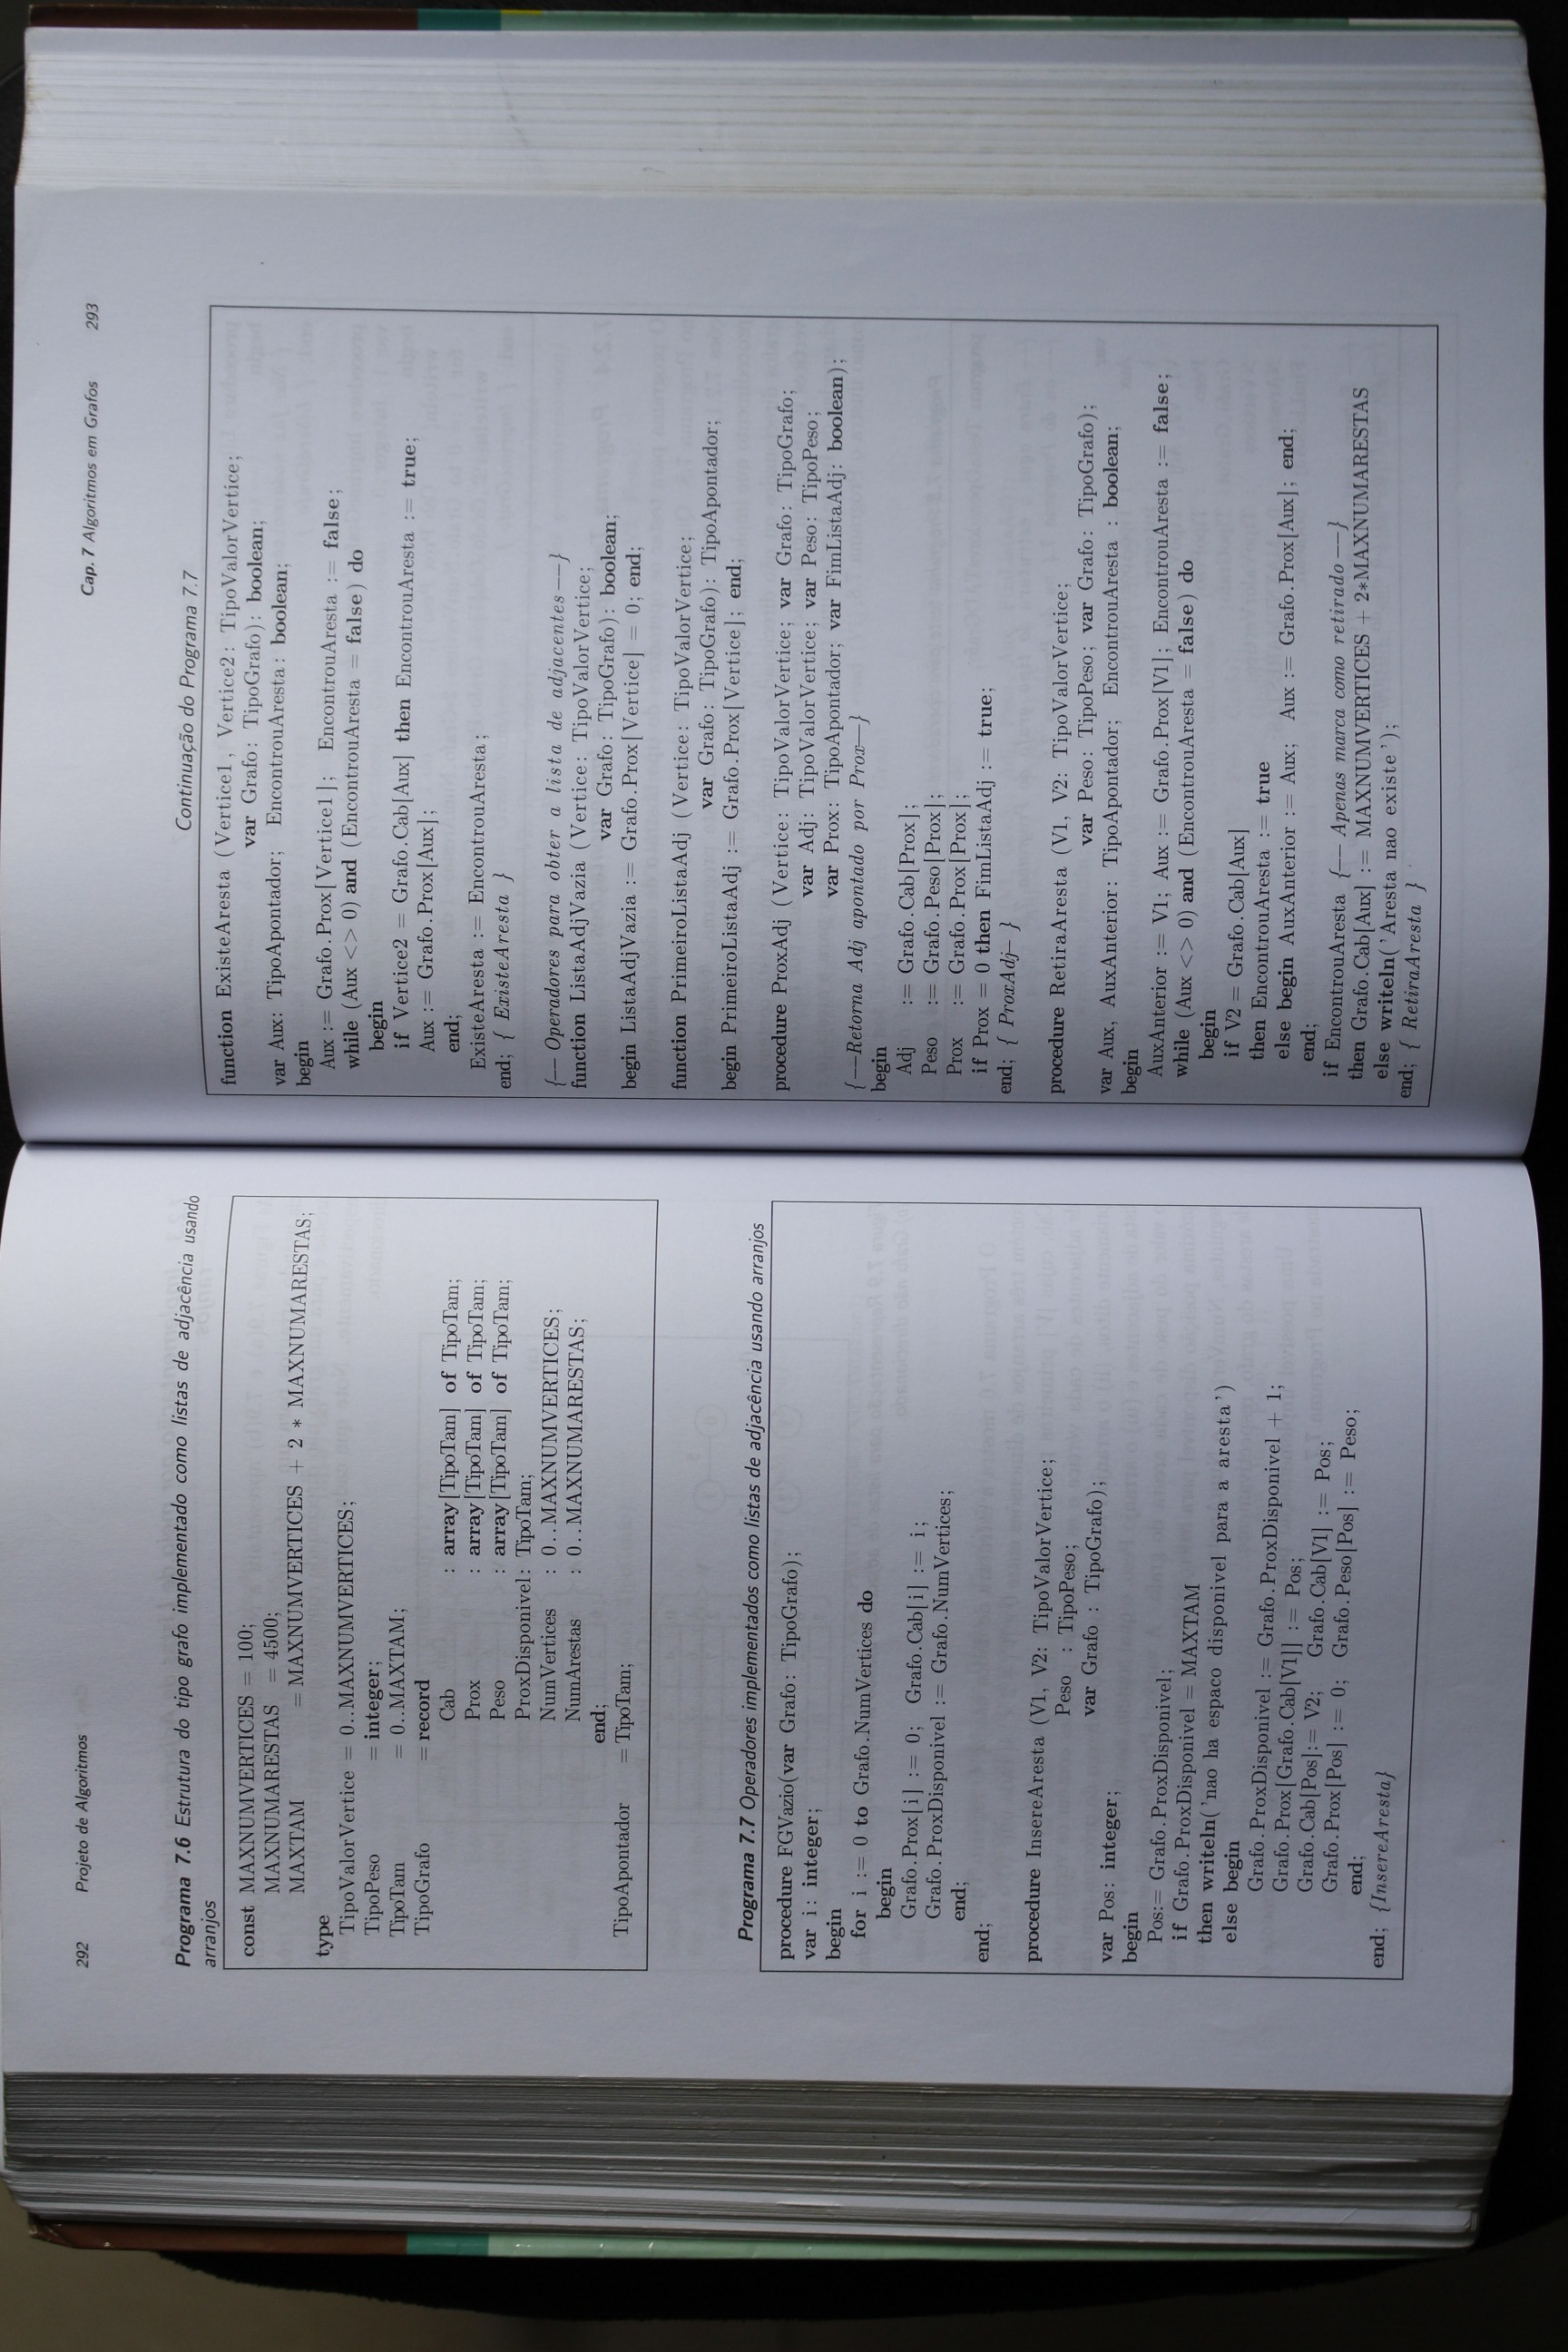 292 Projeto de Algoritmos
Programa 7.6 Estrutura do tipo grafo implementado como listas de adjacência usando
arranjos
const MAXNUMVERTICES = 100;
MAXNUMARESTAS = 4500;
MAXTAM = MAXNUMVERTICES + 2 * MAXNUMARESTAS;
type
TipoValorVertice = 0..MAXNUMVERTICES;
TipoPeso = integer;
TipoTam = 0..MAXTAM;
TipoGrafo = record
Cab : array[TipoTam] of TipoTam;
Prox : array[TipoTam] of TipoTam;
Peso : array[TipoTam] of TipoTam;
ProxDisponivel: TipoTam;
NumVertices : 0..MAXNUMVERTICES;
NumArestas : 0..MAXNUMARESTAS;
end;
TipoApontador = TipoTam;
Programa 7.7 Operadores implementados como listas de adjacência usando arranjos
procedure FGVazio(var Grafo: TipoGrafo);
var i: integer;
begin
for i := 0 to Grafo.NumVertices do
begin
Grafo.Prox[i] := 0; Grafo.Cab[i] := i;
Grafo.ProxDisponivel := Grafo.NumVertices;
end;
end;
procedure InsereAresta (V1, V2: TipoValorVertice;
Peso : TipoPeso;
var Grafo : TipoGrafo);
var Pos: integer;
begin
Pos:= Grafo.ProxDisponivel;
if Grafo.ProxDisponivel = MAXTAM
then writeln('nao ha espaco disponivel para a aresta')
else begin
Grafo.ProxDisponivel := Grafo.ProxDisponivel + 1;
Grafo.Prox[Grafo.Cab[V1]] := Pos;
Grafo.Cab[Pos]:= V2; Grafo.Cab[V1] := Pos;
Grafo.Prox[Pos] := 0; Grafo.Peso[Pos] := Peso;
end;
end; {InsereAresta}
Cap. 7 Algoritmos em Grafos 293
Continuação do Programa 7.7
function ExisteAresta (Vertice1, Vertice2: TipoValorVertice;
var Grafo: TipoGrafo): boolean;
var Aux: TipoApontador; EncontrouAresta: boolean;
begin
Aux := Grafo.Prox[Vertice1]; EncontrouAresta := false;
while (Aux <> 0) and (EncontrouAresta = false) do
begin
if Vertice2 = Grafo.Cab[Aux] then EncontrouAresta := true;
Aux := Grafo.Prox[Aux];
end;
ExisteAresta := EncontrouAresta;
end; { ExisteAresta }
{-- Operadores para obter a lista de adjacentes --}
function ListaAdjVazia (Vertice: TipoValorVertice;
var Grafo: TipoGrafo): boolean;
begin ListaAdjVazia := Grafo.Prox[Vertice] = 0; end;
function PrimeiroListaAdj (Vertice: TipoValorVertice;
var Grafo: TipoGrafo): TipoApontador;
begin PrimeiroListaAdj := Grafo.Prox[Vertice]; end;
procedure ProxAdj (Vertice: TipoValorVertice; var Grafo: TipoGrafo;
var Adj: TipoValorVertice; var Peso: TipoPeso;
var Prox: TipoApontador; var FimListaAdj: boolean);
{--Retorna Adj apontado por Prox--}
begin
Adj := Grafo.Cab[Prox];
Peso := Grafo.Peso[Prox];
Prox := Grafo.Prox[Prox];
if Prox = 0 then FimListaAdj := true;
end; { ProxAdj- }
procedure RetiraAresta (V1, V2: TipoValorVertice;
var Peso: TipoPeso; var Grafo: TipoGrafo);
var Aux, AuxAnterior: TipoApontador; EncontrouAresta : boolean;
begin
AuxAnterior := V1; Aux := Grafo.Prox[V1]; EncontrouAresta := false;
while (Aux <> 0) and (EncontrouAresta = false) do
begin
if V2 = Grafo.Cab[Aux]
then EncontrouAresta := true
else begin AuxAnterior := Aux; Aux := Grafo.Prox[Aux]; end;
end;
if EncontrouAresta {-- Apenas marca como retirado --}
then Grafo.Cab[Aux] := MAXNUMVERTICES + 2*MAXNUMARESTAS
else writeln('Aresta nao existe');
end; { RetiraAresta }